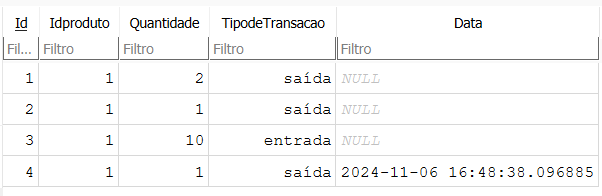 Id Idproduto Quantidade TipodeTransacao Data
Fil... Filtro Filtro Filtro Filtro
1 1 2 saída NULL
2 1 1 saída NULL
3 1 10 entrada NULL
4 1 1 saída 2024-11-06 16:48:38.096885